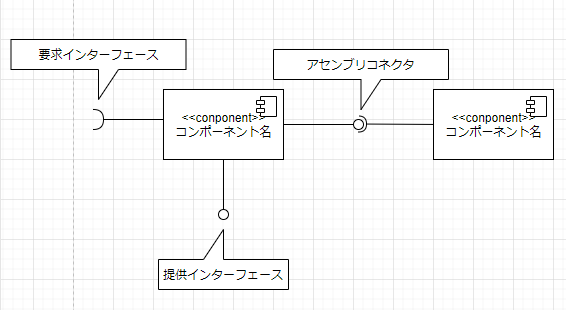 要求インターフェース
アセンブリコネクタ
<<conponent>>
コンポーネント名
<<conponent>>
コンポーネント名
提供インターフェース